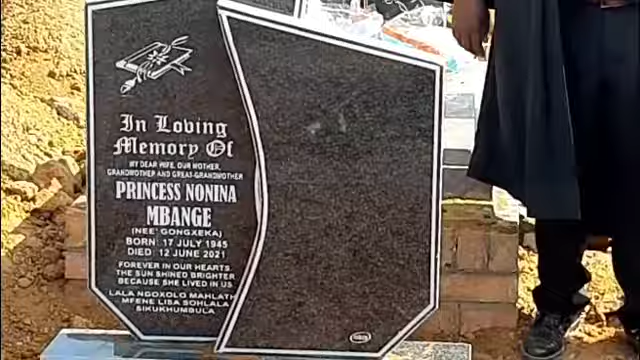 In Loving
Memory Of
MY DEAR WIFE, OUR MOTHER,
GRANDMOTHER AND GREAT-GRANDMOTHER
PRINCESS NONINA
MBANGE
(NEE' GONGXEKA)
BORN: 17 JULY 1945
DIED: 12 JUNE 2021
FOREVER IN OUR HEARTS.
THE SUN SHINED BRIGHTER
BECAUSE SHE LIVED IN US
LALA NGOXOLO MAHLATHI
MFENE LISA SOHLALA
SIKUKHUMBULA